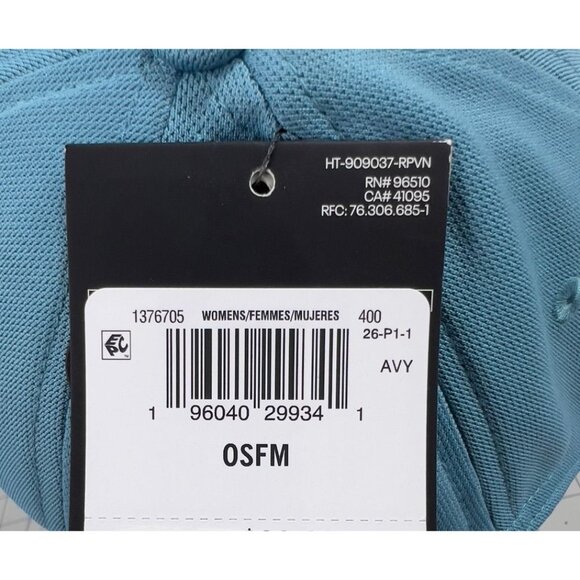 HT-909037-RPVN
RN# 96510
CA# 41095
RFC: 76.306.685-1
1376705 WOMENS/FEMMES/MUJERES 400
26-P1-1
AVY
1 96040 29934 1
OSFM